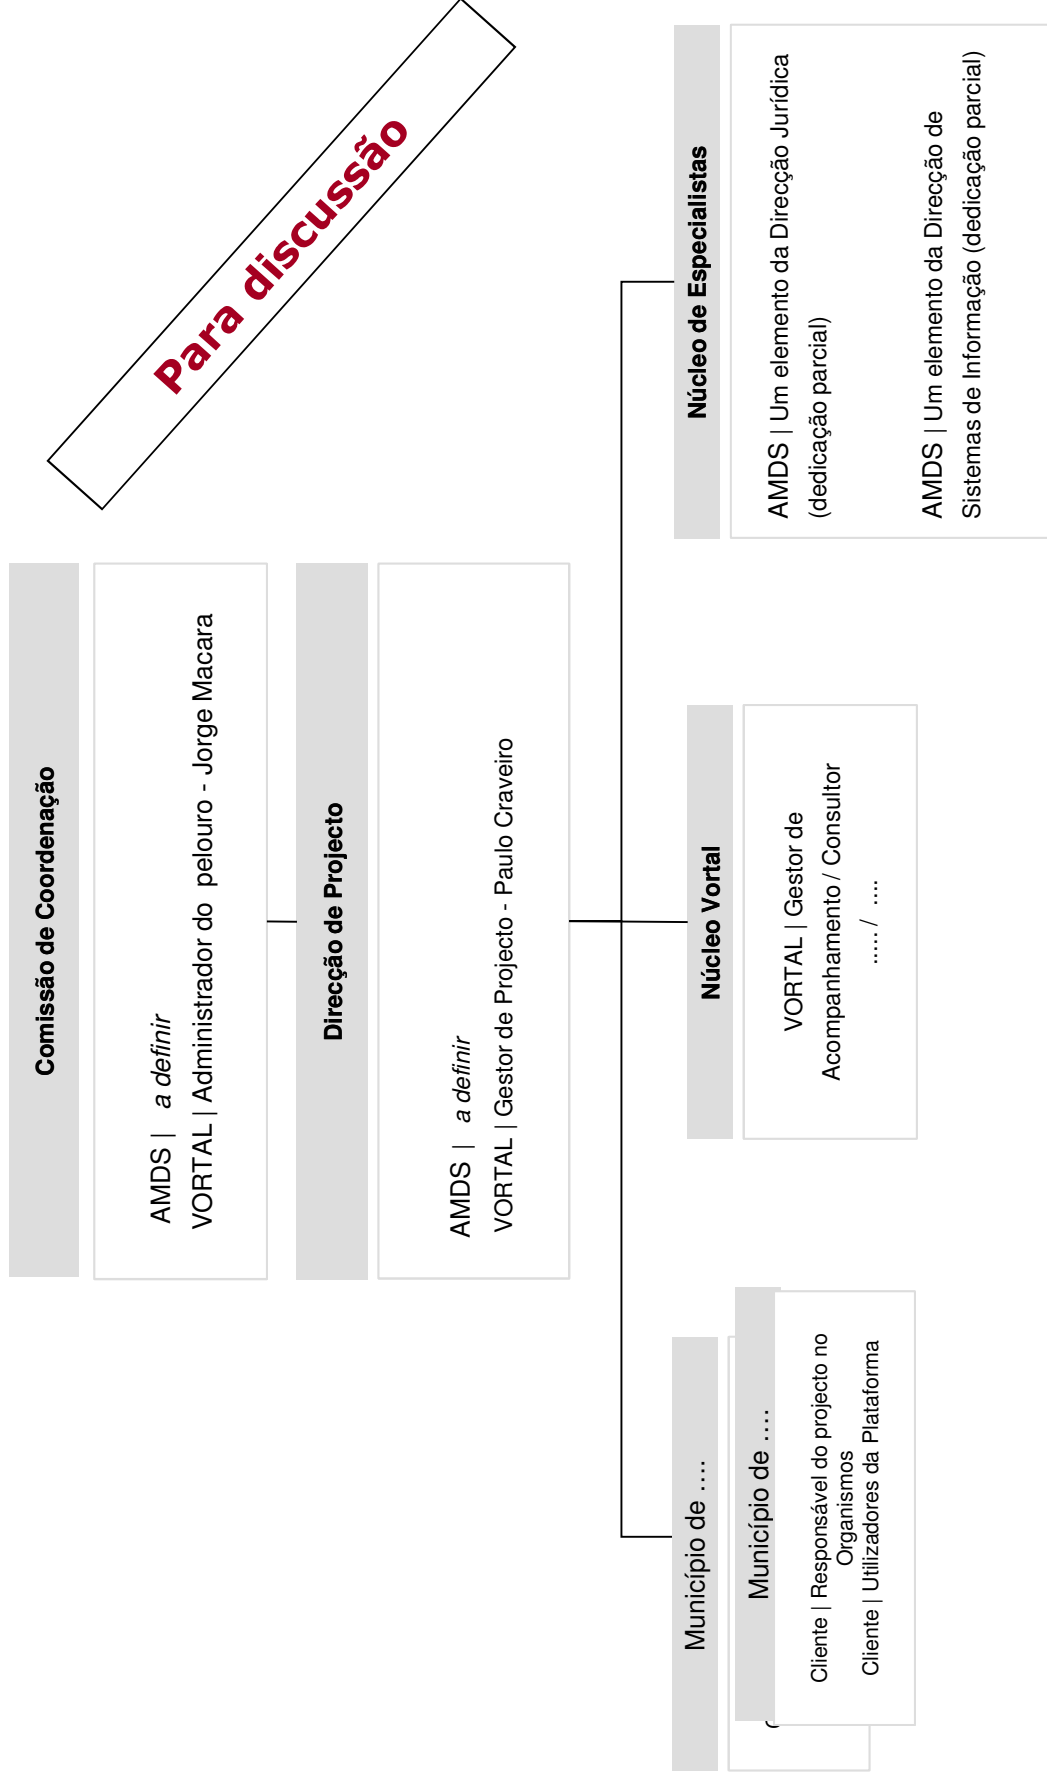 Para discussão
Comissão de Coordenação
AMDS | a definir
VORTAL | Administrador do pelouro - Jorge Macara
Direcção de Projecto
AMDS | a definir
VORTAL | Gestor de Projecto - Paulo Craveiro
Município de ....
Município de ....
Cliente | Responsável do projecto no
Organismos
Cliente | Utilizadores da Plataforma
Núcleo Vortal
VORTAL | Gestor de
Acompanhamento / Consultor
..... / ....
Núcleo de Especialistas
AMDS | Um elemento da Direcção Jurídica
(dedicação parcial)
AMDS | Um elemento da Direcção de
Sistemas de Informação (dedicação parcial)